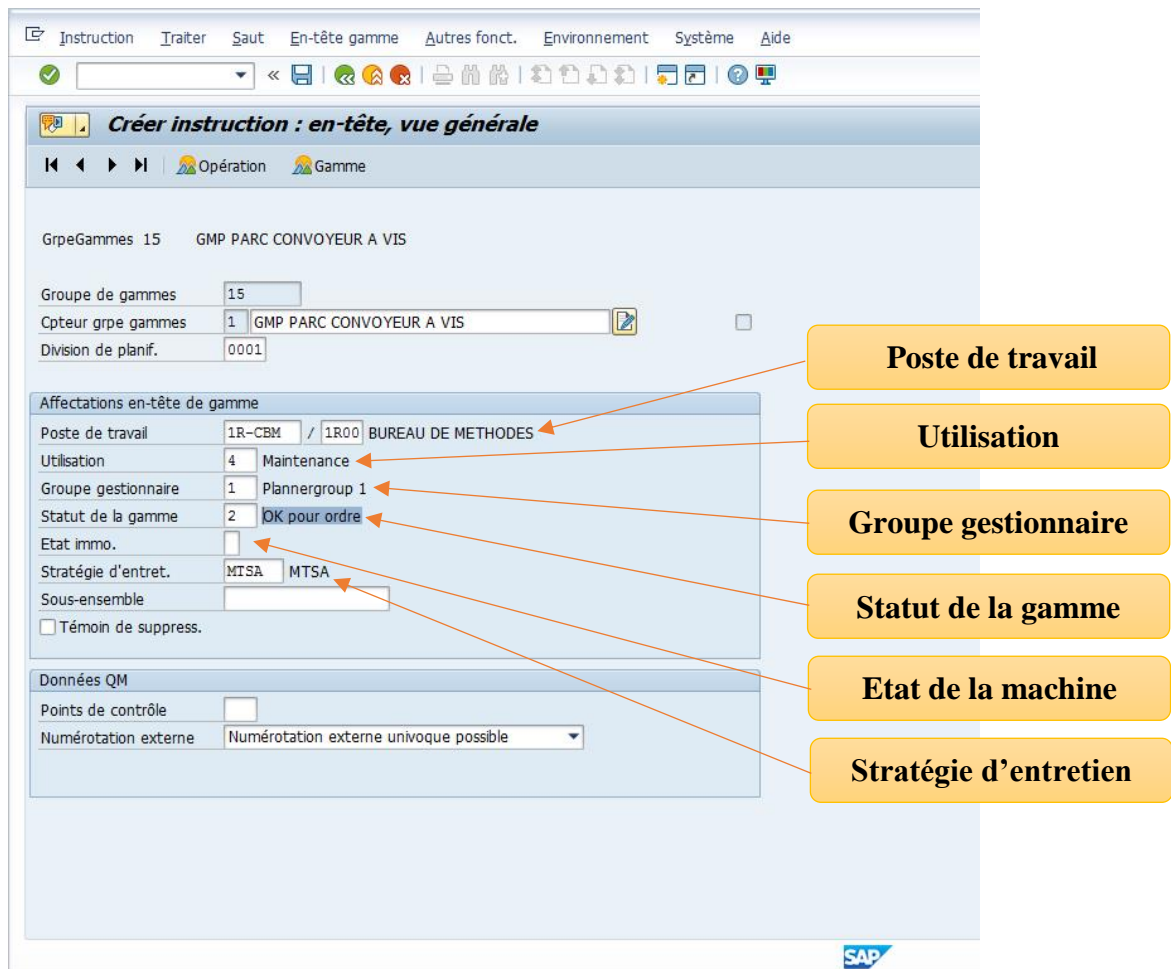 Instruction Traiter Saut En-tête gamme Autres fonct. Environnement Système Aide
Créer instruction : en-tête, vue générale
Opération Gamme
GrpeGammes 15 GMP PARC CONVOYEUR A VIS
Groupe de gammes 15
Cpteur grpe gammes 1 GMP PARC CONVOYEUR A VIS
Division de planif. 0001
Poste de travail
Affectations en-tête de gamme
Poste de travail 1R-CBM / 1R00 BUREAU DE METHODES
Utilisation
Utilisation 4 Maintenance
Groupe gestionnaire 1 Plannergroup 1
Groupe gestionnaire
Statut de la gamme 2 OK pour ordre
Etat immo.
Stratégie d'entret. MTSA MTSA
Sous-ensemble
Statut de la gamme
Témoin de suppress.
Données QM
Etat de la machine
Points de contrôle
Numérotation externe Numérotation externe univoque possible
Stratégie d’entretien
SAP